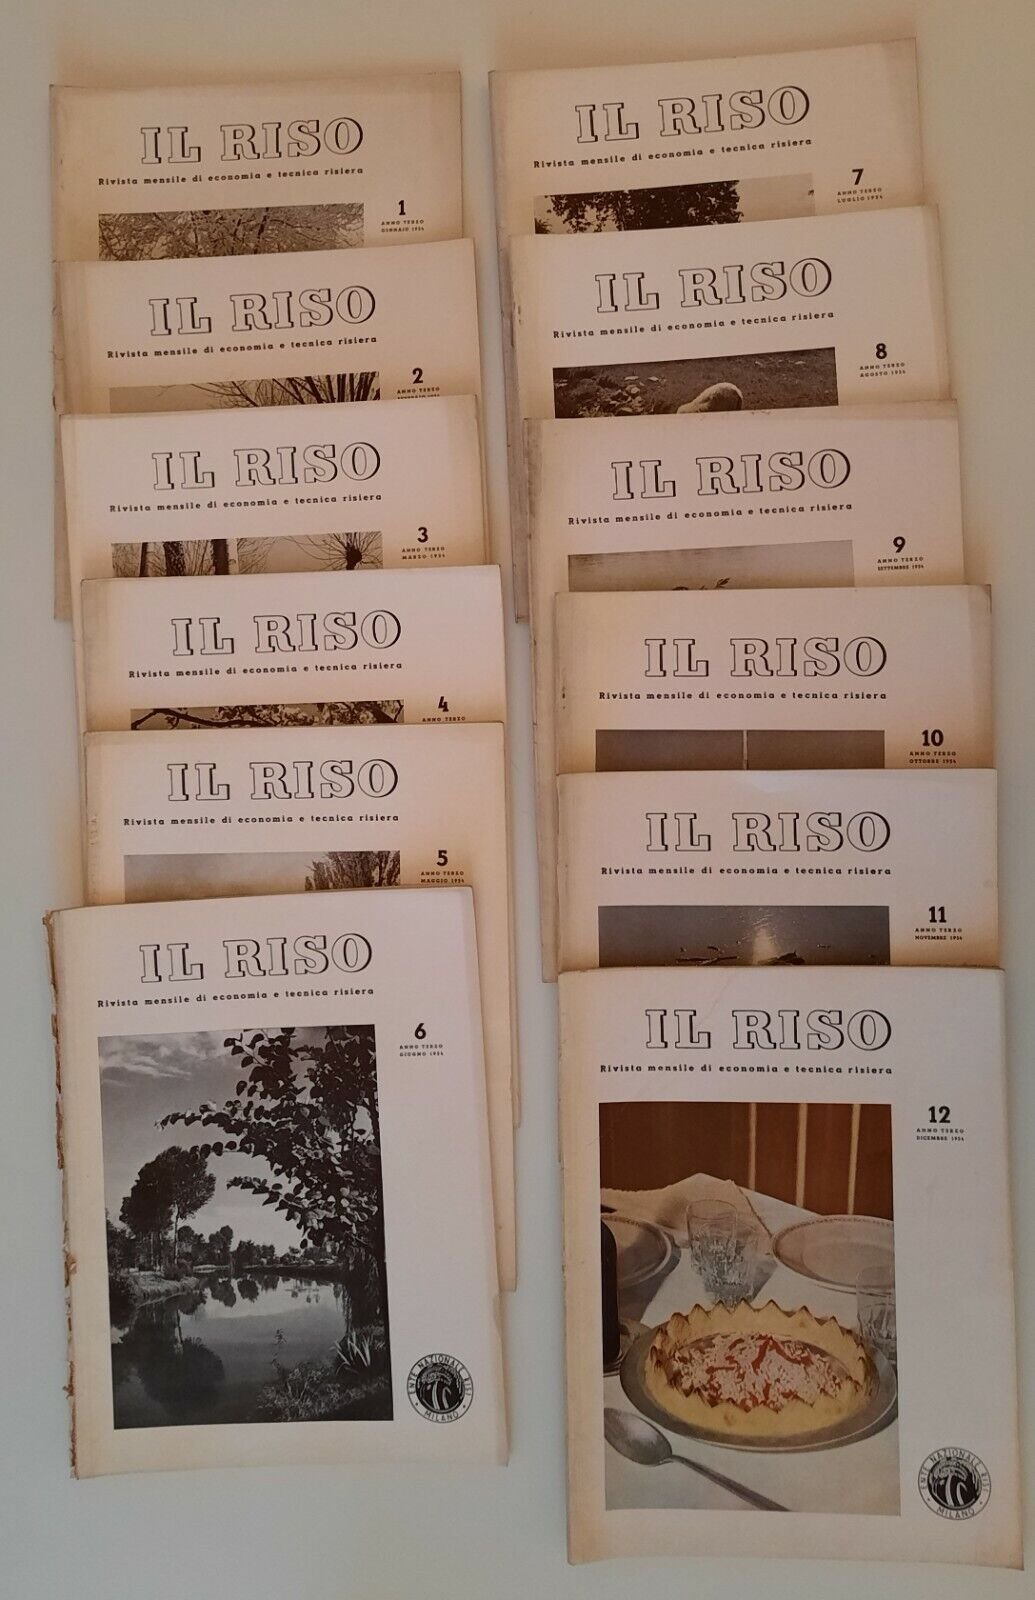 IL RISO
Rivista mensile di economia e tecnica risiera
1
ANNO TERZO
GENNAIO 1954
IL RISO
Rivista mensile di economia e tecnica risiera
2
ANNO TERZO
FEBBRAIO 1954
IL RISO
Rivista mensile di economia e tecnica risiera
3
ANNO TERZO
MARZO 1954
IL RISO
Rivista mensile di economia e tecnica risiera
4
ANNO TERZO
IL RISO
Rivista mensile di economia e tecnica risiera
5
ANNO TERZO
MAGGIO 1954
IL RISO
Rivista mensile di economia e tecnica risiera
6
ANNO TERZO
GIUGNO 1954
ENTE NAZIONALE RISI
MILANO
IL RISO
Rivista mensile di economia e tecnica risiera
7
ANNO TERZO
LUGLIO 1954
IL RISO
Rivista mensile di economia e tecnica risiera
8
ANNO TERZO
AGOSTO 1954
IL RISO
Rivista mensile di economia e tecnica risiera
9
ANNO TERZO
SETTEMBRE 1954
IL RISO
Rivista mensile di economia e tecnica risiera
10
ANNO TERZO
OTTOBRE 1954
IL RISO
Rivista mensile di economia e tecnica risiera
11
ANNO TERZO
NOVEMBRE 1954
IL RISO
Rivista mensile di economia e tecnica risiera
12
ANNO TERZO
DICEMBRE 1954
ENTE NAZIONALE RISI
MILANO